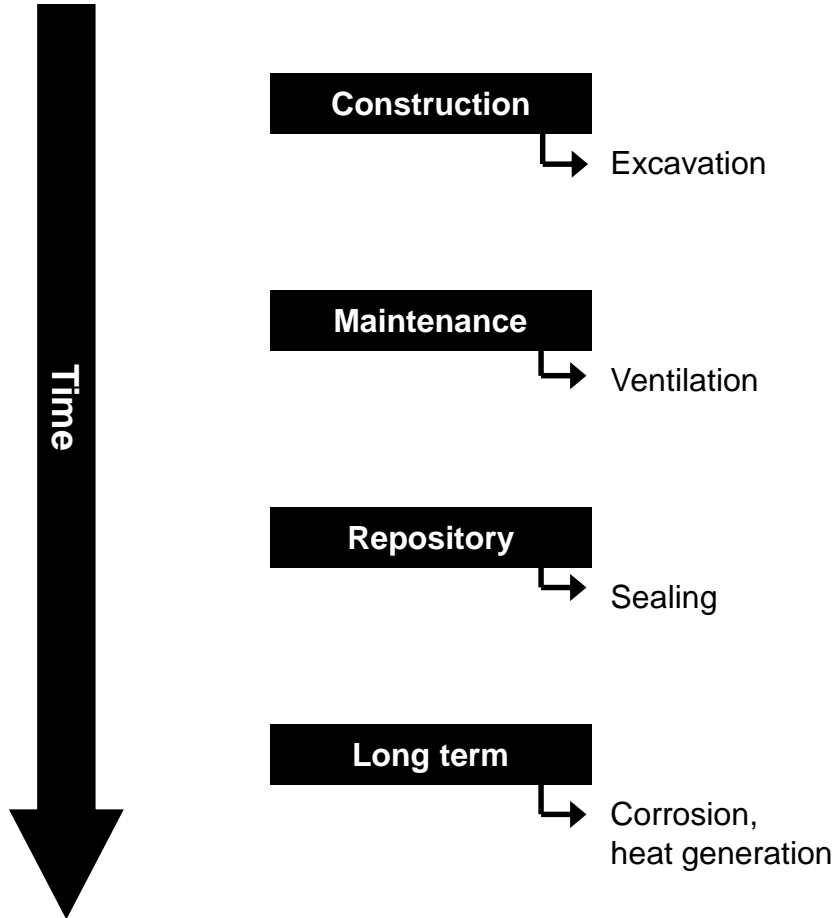 Time
Construction
Excavation
Maintenance
Ventilation
Repository
Sealing
Long term
Corrosion,
heat generation